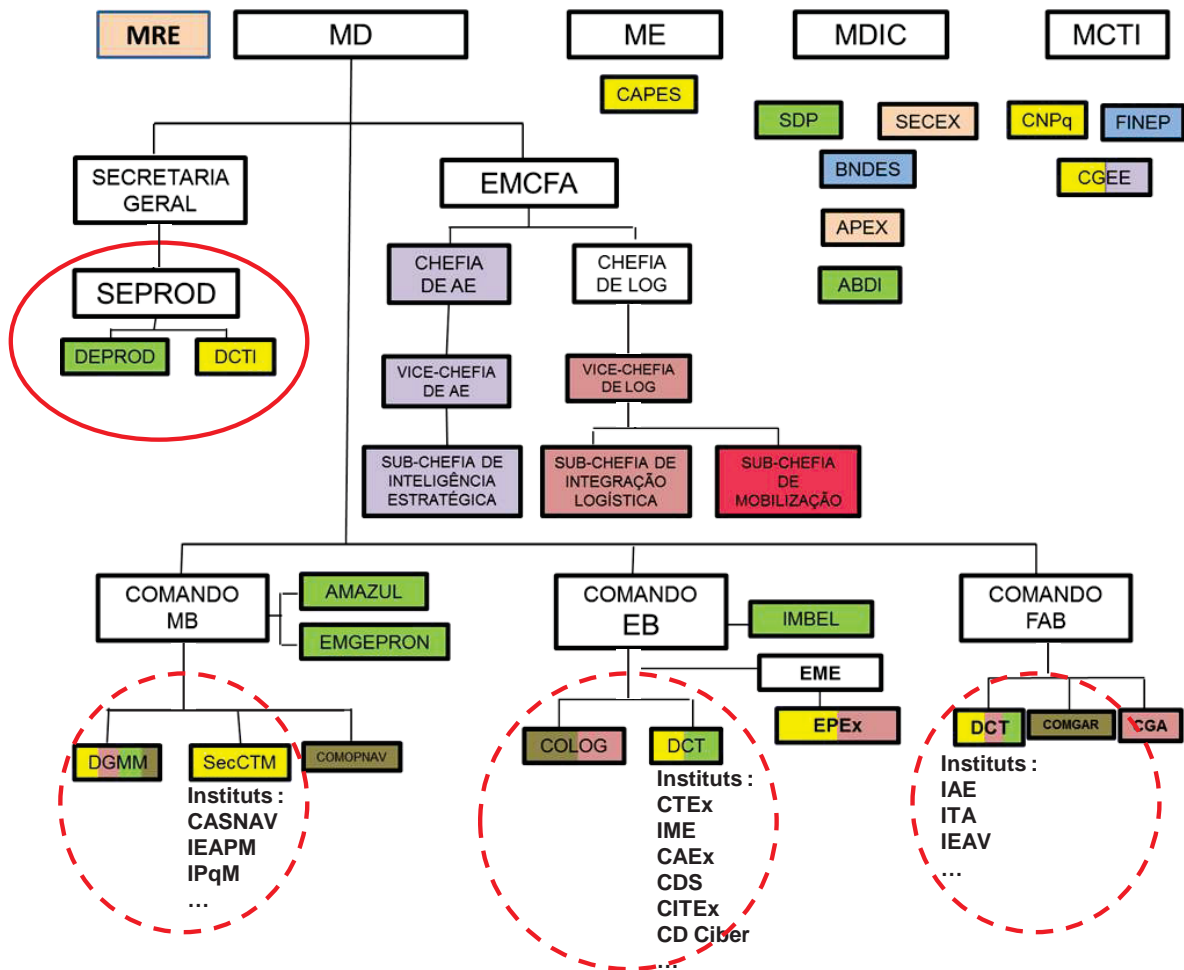 MRE
MD
ME
MDIC
MCTI
CAPES
SDP
SECEX
CNPq
FINEP
BNDES
CGEE
SECRETARIA
GERAL
EMCFA
APEX
CHEFIA
DE AE
CHEFIA
DE LOG
ABDI
SEPROD
DEPROD
DCTI
VICE-CHEFIA
DE AE
VICE-CHEFIA
DE LOG
SUB-CHEFIA DE
INTELIGÊNCIA
ESTRATÉGICA
SUB-CHEFIA DE
INTEGRAÇÃO
LOGÍSTICA
SUB-CHEFIA
DE
MOBILIZAÇÃO
COMANDO
MB
AMAZUL
EMGEPRON
COMANDO
EB
IMBEL
COMANDO
FAB
EME
EPEx
DGMM
SecCTM
COMOPNAV
Instituts :
CASNAV
IEAPM
IPqM
...
COLOG
DCT
Instituts :
CTEx
IME
CAEx
CDS
CITEx
CD Ciber
...
DCT
COMGAR
CGA
Instituts :
IAE
ITA
IEAV
...